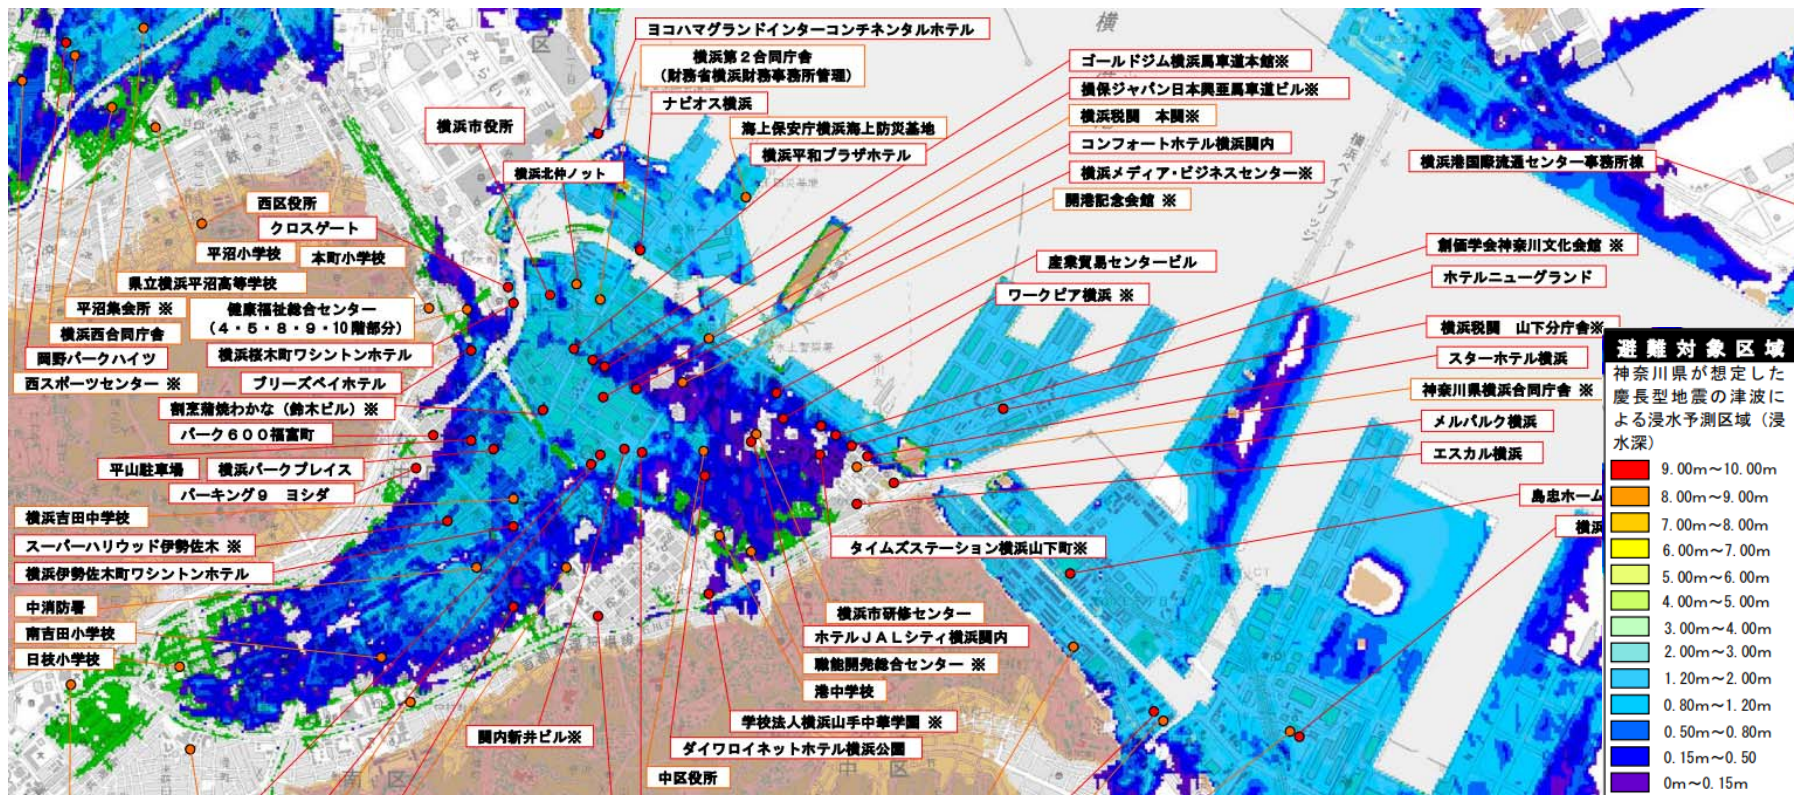 ヨコハマグランドインターコンチネンタルホテル
横浜第２合同庁舎
（財務省横浜財務事務所管理）
ナビオス横浜
横浜市役所
海上保安庁横浜海上防災基地
横浜平和プラザホテル
横浜北仲ノット
ゴールドジム横浜馬車道本館※
損保ジャパン日本興亜馬車道ビル※
横浜税関　本関※
コンフォートホテル横浜関内
横浜メディア・ビジネスセンター※
開港記念会館 ※
横浜港国際流通センター事務所棟
横浜ベイブリッジ
西区役所
クロスゲート
平沼小学校
本町小学校
県立横浜平沼高等学校
平沼集会所 ※
健康福祉総合センター
（４・５・８・９・10 階部分）
横浜西合同庁舎
岡野パークハイツ
横浜桜木町ワシントンホテル
西スポーツセンター ※
ブリーズベイホテル
割烹蒲焼わかな（鈴木ビル）※
パーク６００福富町
平山駐車場
横浜パークプレイス
パーキング９　ヨシダ
横浜吉田中学校
スーパーハリウッド伊勢佐木 ※
横浜伊勢佐木町ワシントンホテル
中消防署
南吉田小学校
日枝小学校
産業貿易センタービル
ワークピア横浜 ※
創価学会神奈川文化会館 ※
ホテルニューグランド
横浜税関　山下分庁舎※
スターホテル横浜
神奈川県横浜合同庁舎 ※
メルパルク横浜
エスカル横浜
島忠ホーム
横浜
タイムズステーション横浜山下町※
横浜市研修センター
ホテルＪＡＬシティ横浜関内
職能開発総合センター ※
港中学校
学校法人横浜山手中華学園 ※
ダイワロイネットホテル横浜公園
関内新井ビル※
中区役所
南区
中区
避難対象区域
神奈川県が想定した
慶長型地震の津波に
よる浸水予測区域（浸
水深）
9.00m～10.00m
8.00m～9.00m
7.00m～8.00m
6.00m～7.00m
5.00m～6.00m
4.00m～5.00m
3.00m～4.00m
2.00m～3.00m
1.20m～2.00m
0.80m～1.20m
0.50m～0.80m
0.15m～0.50
0m～0.15m